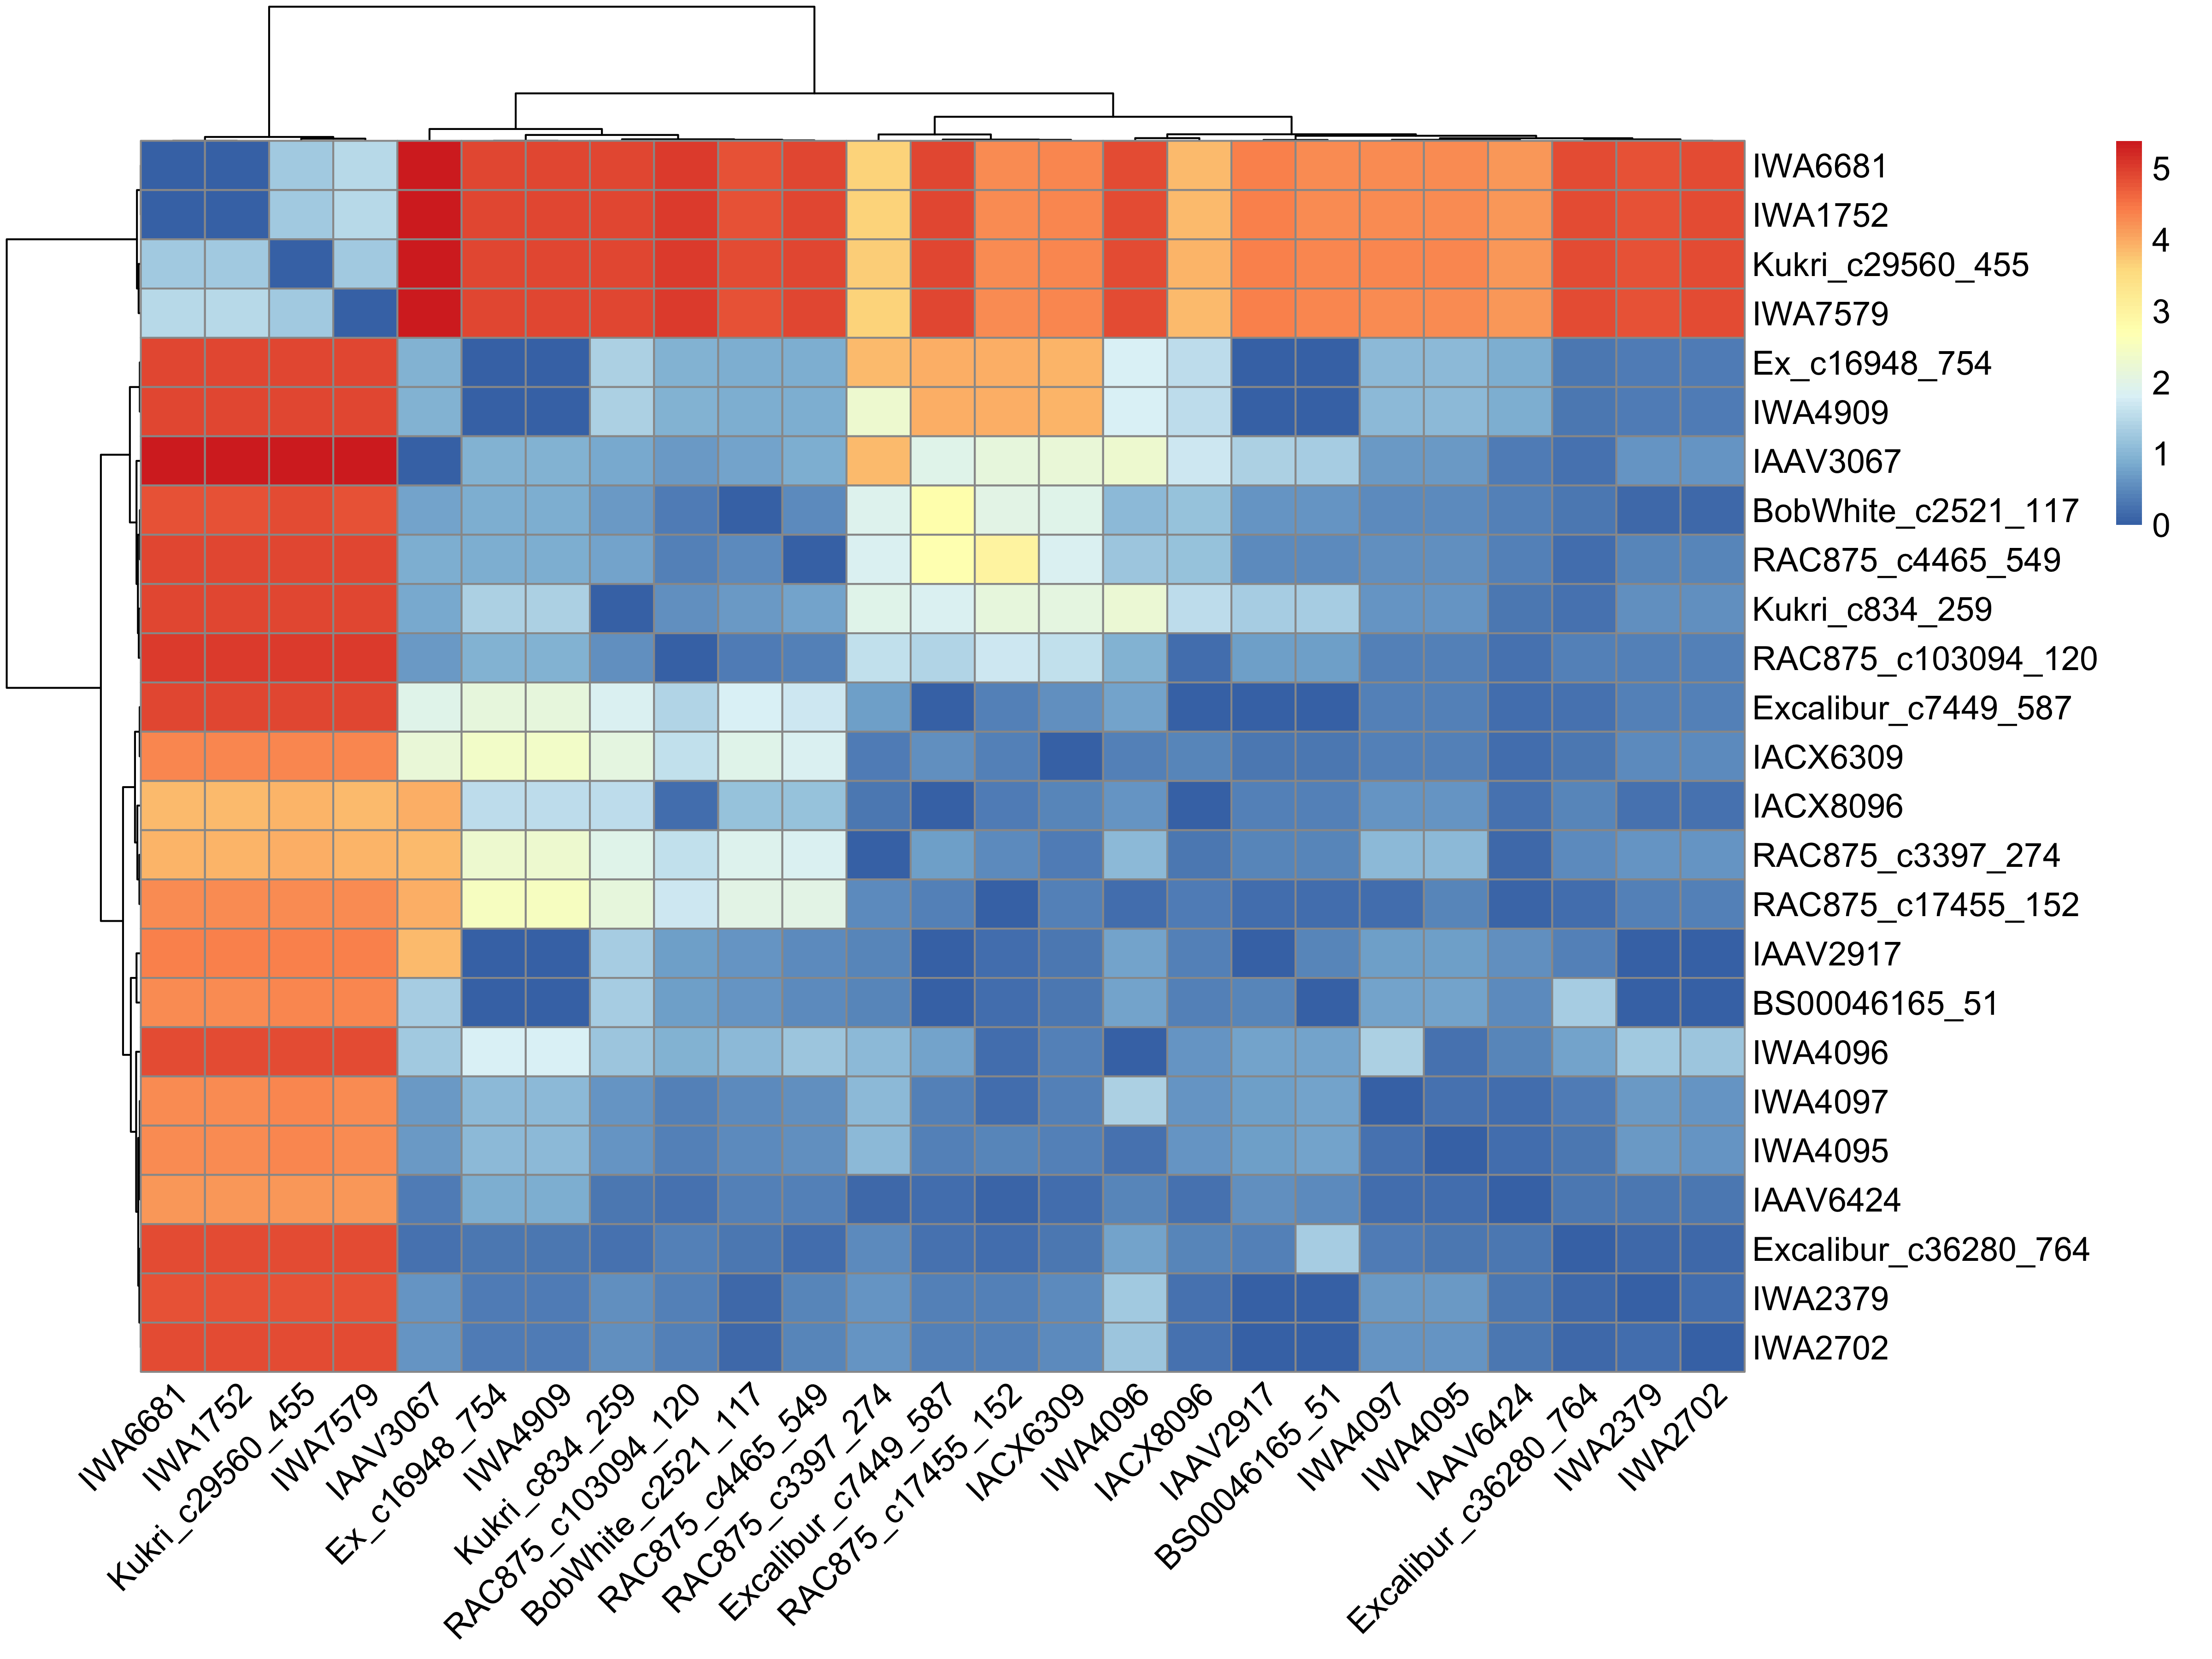 IWA6681
IWA1752
Kukri_c29560_455
IWA7579
Ex_c16948_754
IWA4909
IAAV3067
BobWhite_c2521_117
RAC875_c4465_549
Kukri_c834_259
RAC875_c103094_120
Excalibur_c7449_587
IACX6309
IACX8096
RAC875_c3397_274
RAC875_c17455_152
IAAV2917
BS00046165_51
IWA4096
IWA4097
IWA4095
IAAV6424
Excalibur_c36280_764
IWA2379
IWA2702
5
4
3
2
1
0
IWA6681
IWA1752
Kukri_c29560_455
IWA7579
IAAV3067
Ex_c16948_754
IWA4909
Kukri_c834_259
RAC875_c103094_120
BobWhite_c2521_117
RAC875_c4465_549
RAC875_c3397_274
Excalibur_c7449_587
RAC875_c17455_152
IACX6309
IWA4096
IACX8096
IAAV2917
BS00046165_51
IWA4097
IWA4095
IAAV6424
Excalibur_c36280_764
IWA2379
IWA2702